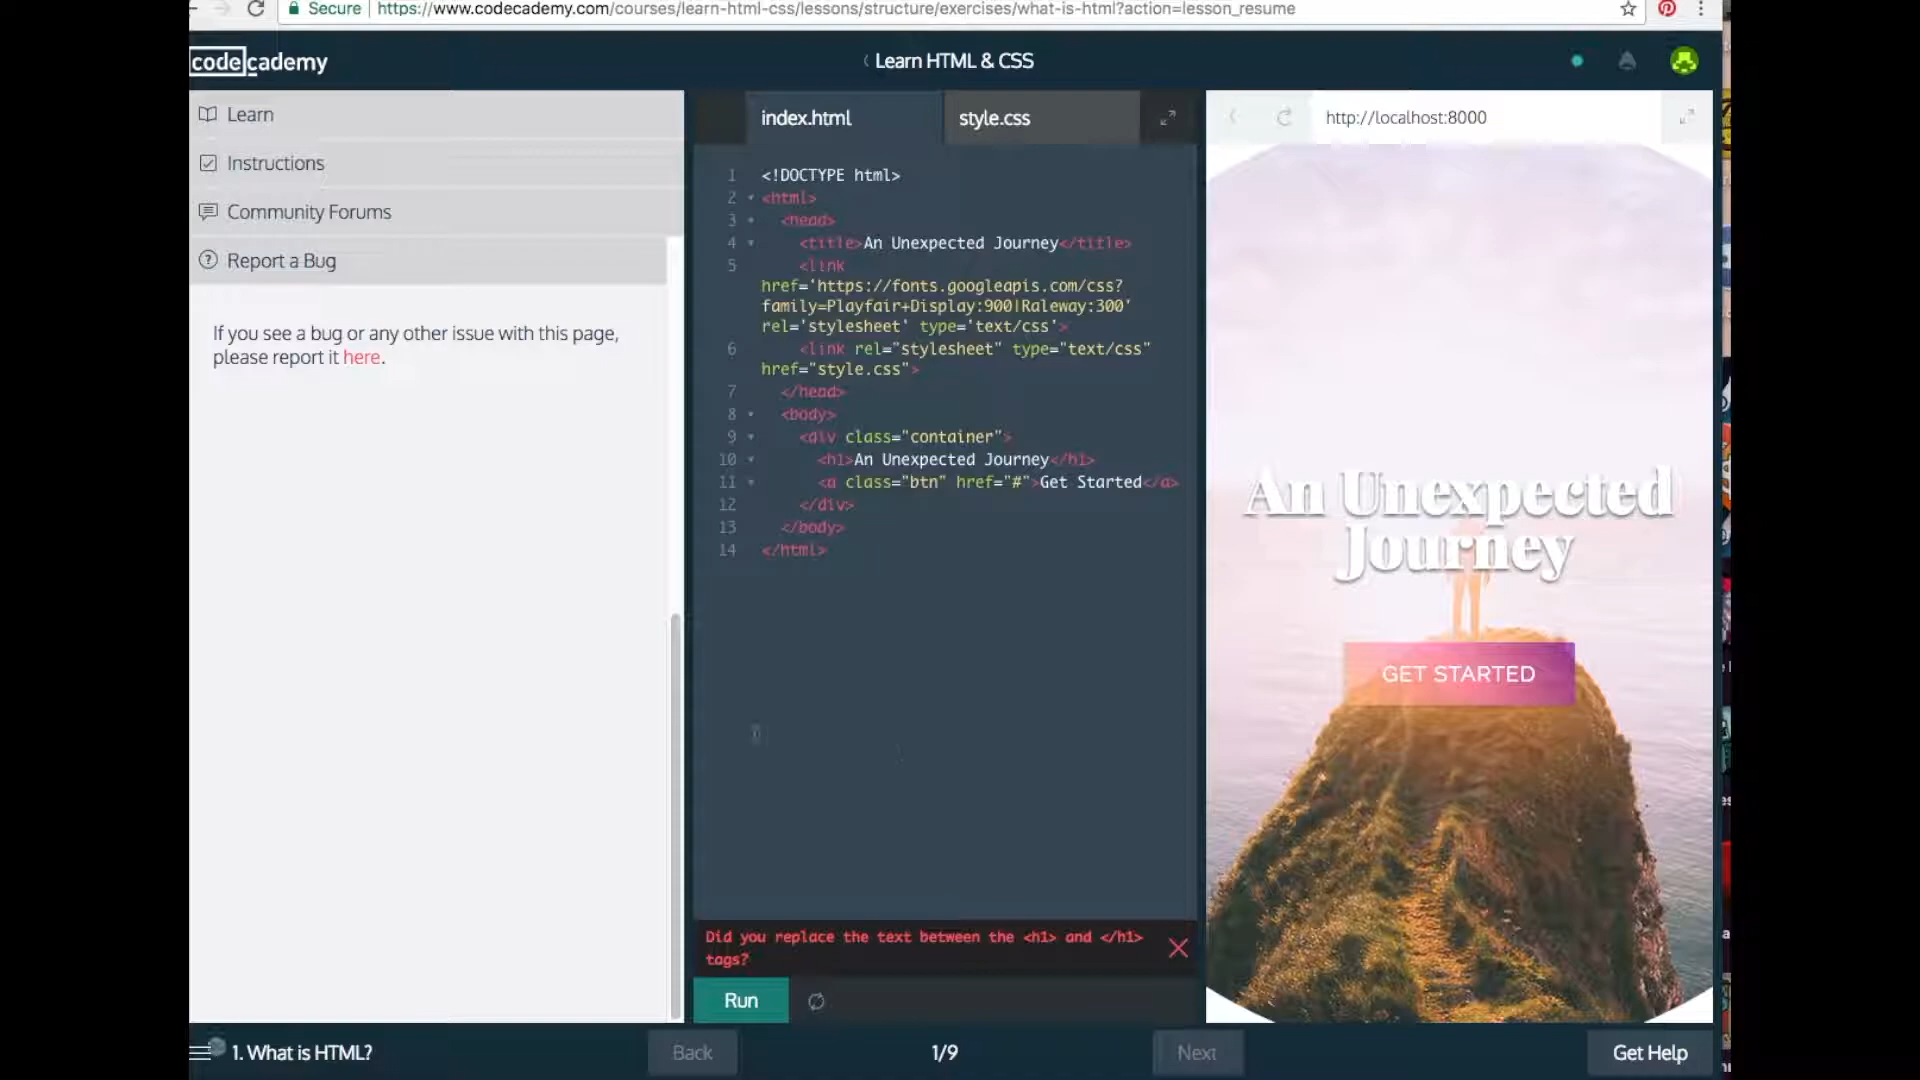 Secure https://www.codecademy.com/courses/learn-html-css/lessons/structure/exercises/what-is-html?action=lesson_resume
codecademy
Learn HTML & CSS
Learn
Instructions
Community Forums
Report a Bug
If you see a bug or any other issue with this page,
please report it here.
index.html
style.css
1 <!DOCTYPE html>
2 <html>
3 <head>
4 <title>An Unexpected Journey</title>
5 <link
href='https://fonts.googleapis.com/css?
family=Playfair+Display:900|Raleway:300'
rel='stylesheet' type='text/css'>
6 <link rel="stylesheet" type="text/css"
href="style.css">
7 </head>
8 <body>
9 <div class="container">
10 <h1>An Unexpected Journey</h1>
11 <a class="btn" href="#">Get Started</a>
12 </div>
13 </body>
14 </html>
Did you replace the text between the <h1> and </h1>
tags?
Run
http://localhost:8000
An Unexpected
Journey
GET STARTED
1. What is HTML?
Back
1/9
Next
Get Help